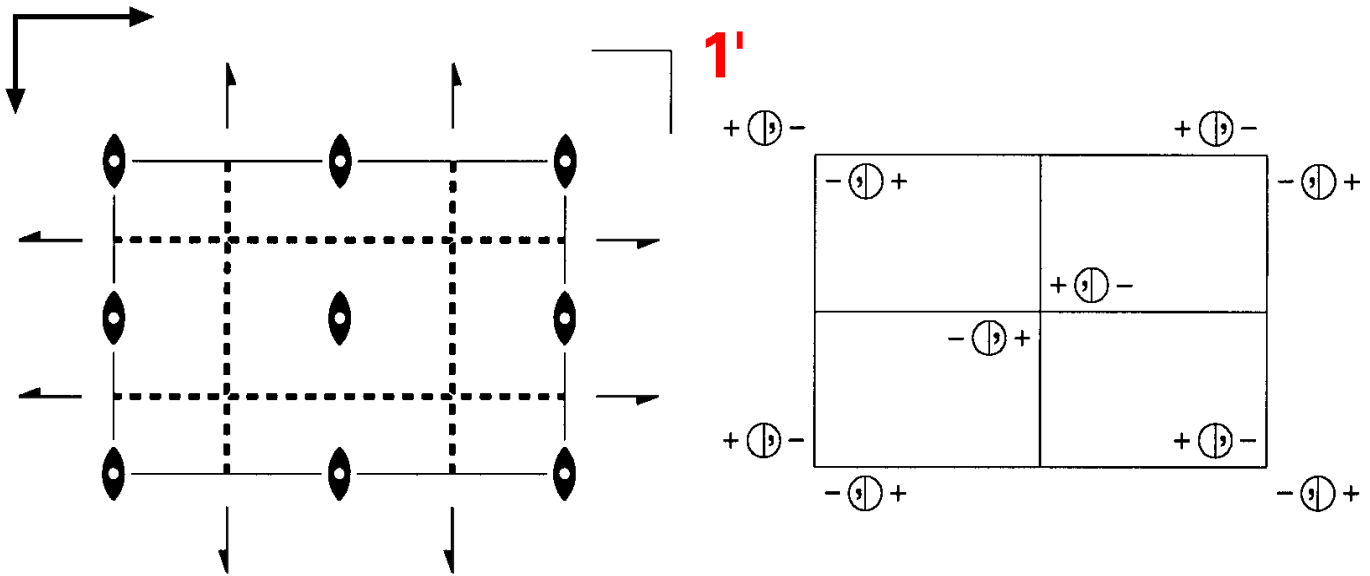 1'
+ , - + , -
- , + - , +
+ , -
- , +
+ , - + , -
- , + - , +